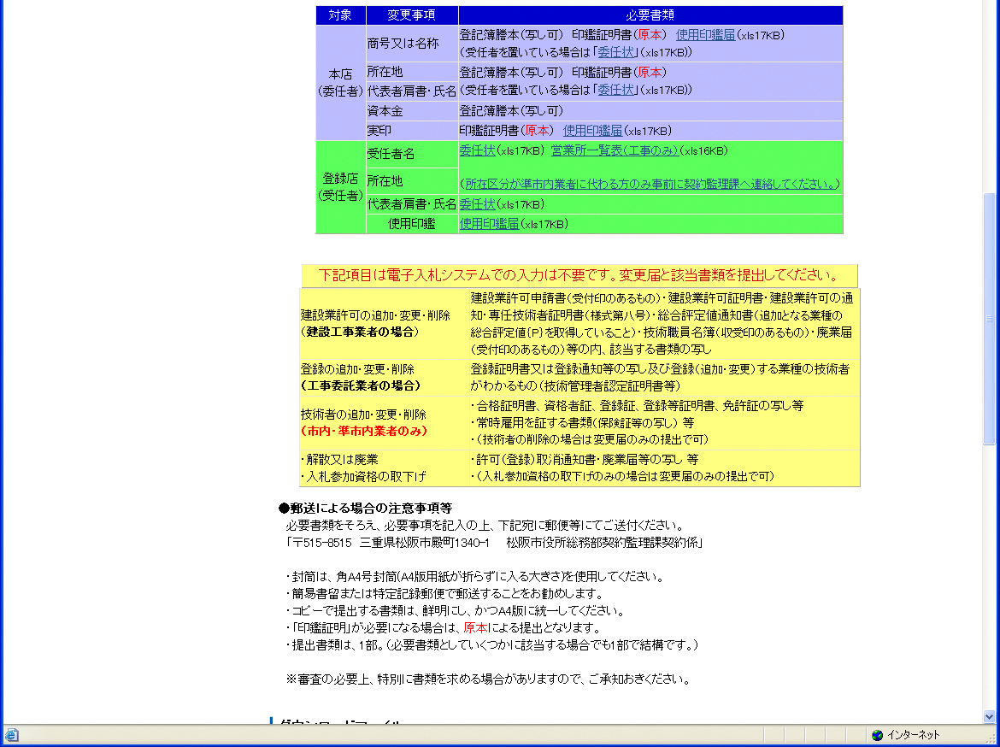 対象 変更事項 必要書類
本店
(委任者)
商号又は名称
登記簿謄本(写し可) 印鑑証明書(原本) 使用印鑑届(xls17KB)
(受任者を置いている場合は「委任状」(xls17KB))
所在地
登記簿謄本(写し可) 印鑑証明書(原本)
代表者肩書・氏名
(受任者を置いている場合は「委任状」(xls17KB))
資本金 登記簿謄本(写し可)
実印 印鑑証明書(原本) 使用印鑑届(xls17KB)
登録店
(受任者)
受任者名
委任状(xls17KB) 営業所一覧表(工事のみ)(xls16KB)
所在地
(所在区分が準市内業者に代わる方のみ事前に契約監理課へ連絡してください。)
代表者肩書・氏名 委任状(xls17KB)
使用印鑑 使用印鑑届(xls17KB)
下記項目は電子入札システムでの入力は不要です。変更届と該当書類を提出してください。
建設業許可の追加・変更・削除
(建設工事業者の場合)
建設業許可申請書(受付印のあるもの)・建設業許可証明書・建設業許可の通
知・専任技術者証明書(様式第八号)・総合評定値通知書(追加となる業種の
総合評定値{P}を取得していること)・技術職員名簿(収受印のあるもの)・廃業届
(受付印のあるもの)等の内、該当する書類の写し
登録の追加・変更・削除
(工事委託業者の場合)
登録証明書又は登録通知等の写し及び登録(追加・変更)する業種の技術者
がわかるもの(技術管理者認定証明書等)
技術者の追加・変更・削除
(市内・準市内業者のみ)
・合格証明書、資格者証、登録証、登録等証明書、免許証の写し等
・常時雇用を証する書類(保険証等の写し) 等
・(技術者の削除の場合は変更届のみの提出で可)
・解散又は廃業
・入札参加資格の取下げ
・許可(登録)取消通知書・廃業届等の写し 等
・(入札参加資格の取下げのみの場合は変更届のみの提出で可)
●郵送による場合の注意事項等
必要書類をそろえ、必要事項を記入の上、下記宛に郵便等にてご送付ください。
「〒515-8515 三重県松阪市殿町1340-1 松阪市役所総務部契約監理課契約係」
・封筒は、角A4号封筒(A4版用紙が折らずに入る大きさ)を使用してください。
・簡易書留または特定記録郵便で郵送することをお勧めします。
・コピーで提出する書類は、鮮明にし、かつA4版に統一してください。
・「印鑑証明」が必要になる場合は、原本による提出となります。
・提出書類は、1部。(必要書類としていくつかに該当する場合でも1部で結構です。)
※審査の必要上、特別に書類を求める場合がありますので、ご承知おきください。
ダウンロードファイル
インターネット